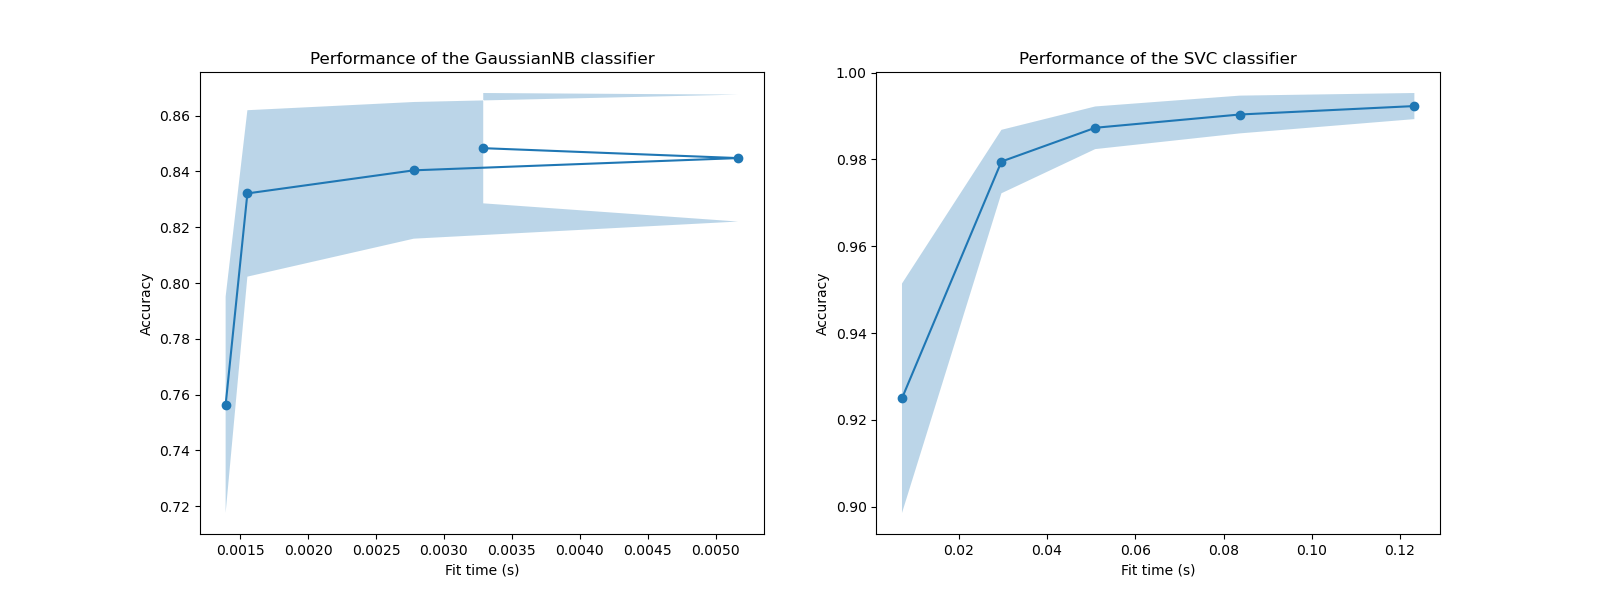 Performance of the GaussianNB classifier
0.86
0.84
0.82
0.80
0.78
0.76
0.74
0.72
Accuracy
0.0015 0.0020 0.0025 0.0030 0.0035 0.0040 0.0045 0.0050
Fit time (s)
Performance of the SVC classifier
1.00
0.98
0.96
0.94
0.92
0.90
Accuracy
0.02 0.04 0.06 0.08 0.10 0.12
Fit time (s)